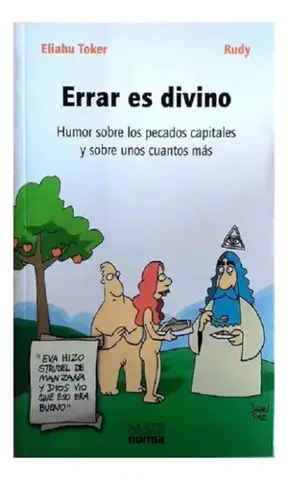 Eliahu Toker
Rudy
Errar es divino
Humor sobre los pecados capitales
y sobre unos cuantos más
"EVA HIZO
STRUDEL DE
MANZANA
Y DIOS VIO
QUE ESO ERA
BUENO"
norma